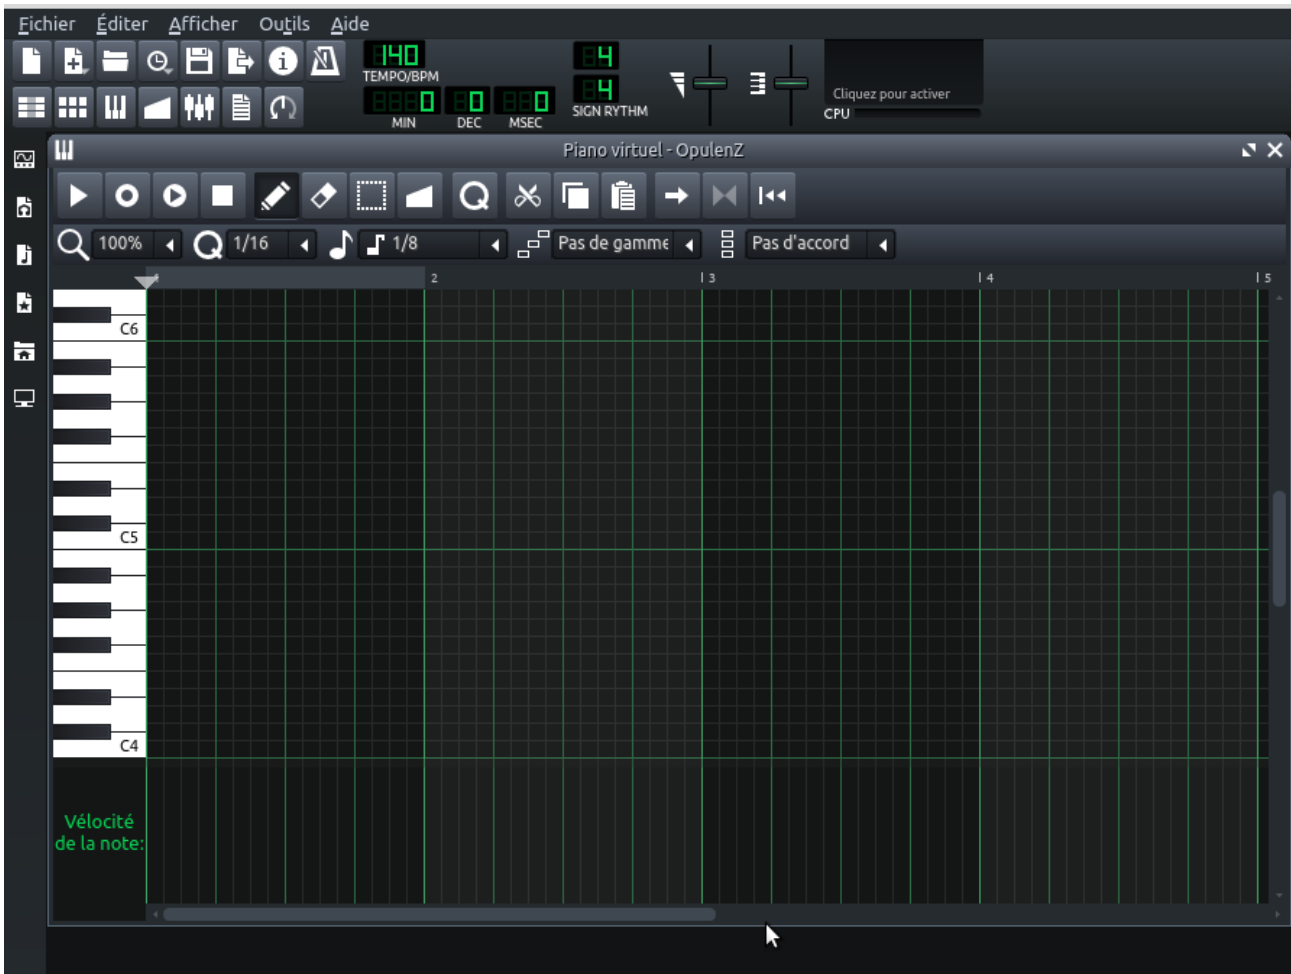 Fichier Éditer Afficher Outils Aide
140
TEMPO/BPM
4
4
SIGN RYTHM
0 0 0
MIN DEC MSEC
Cliquez pour activer
CPU
Piano virtuel - OpulenZ
100% 1/16 1/8 Pas de gamme Pas d'accord
2 3 4 5
C6
C5
C4
Vélocité
de la note: